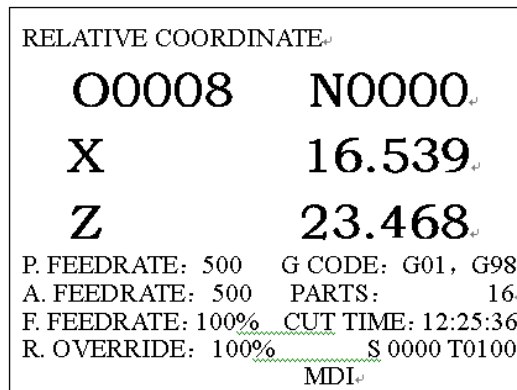 RELATIVE COORDINATE
O0008 N0000
X 16.539
Z 23.468
P. FEEDRATE： 500 G CODE： G01， G98
A. FEEDRATE： 500 PARTS： 16
F. FEEDRATE： 100% CUT TIME： 12:25:36
R. OVERRIDE： 100% S 0000 T0100
MDI